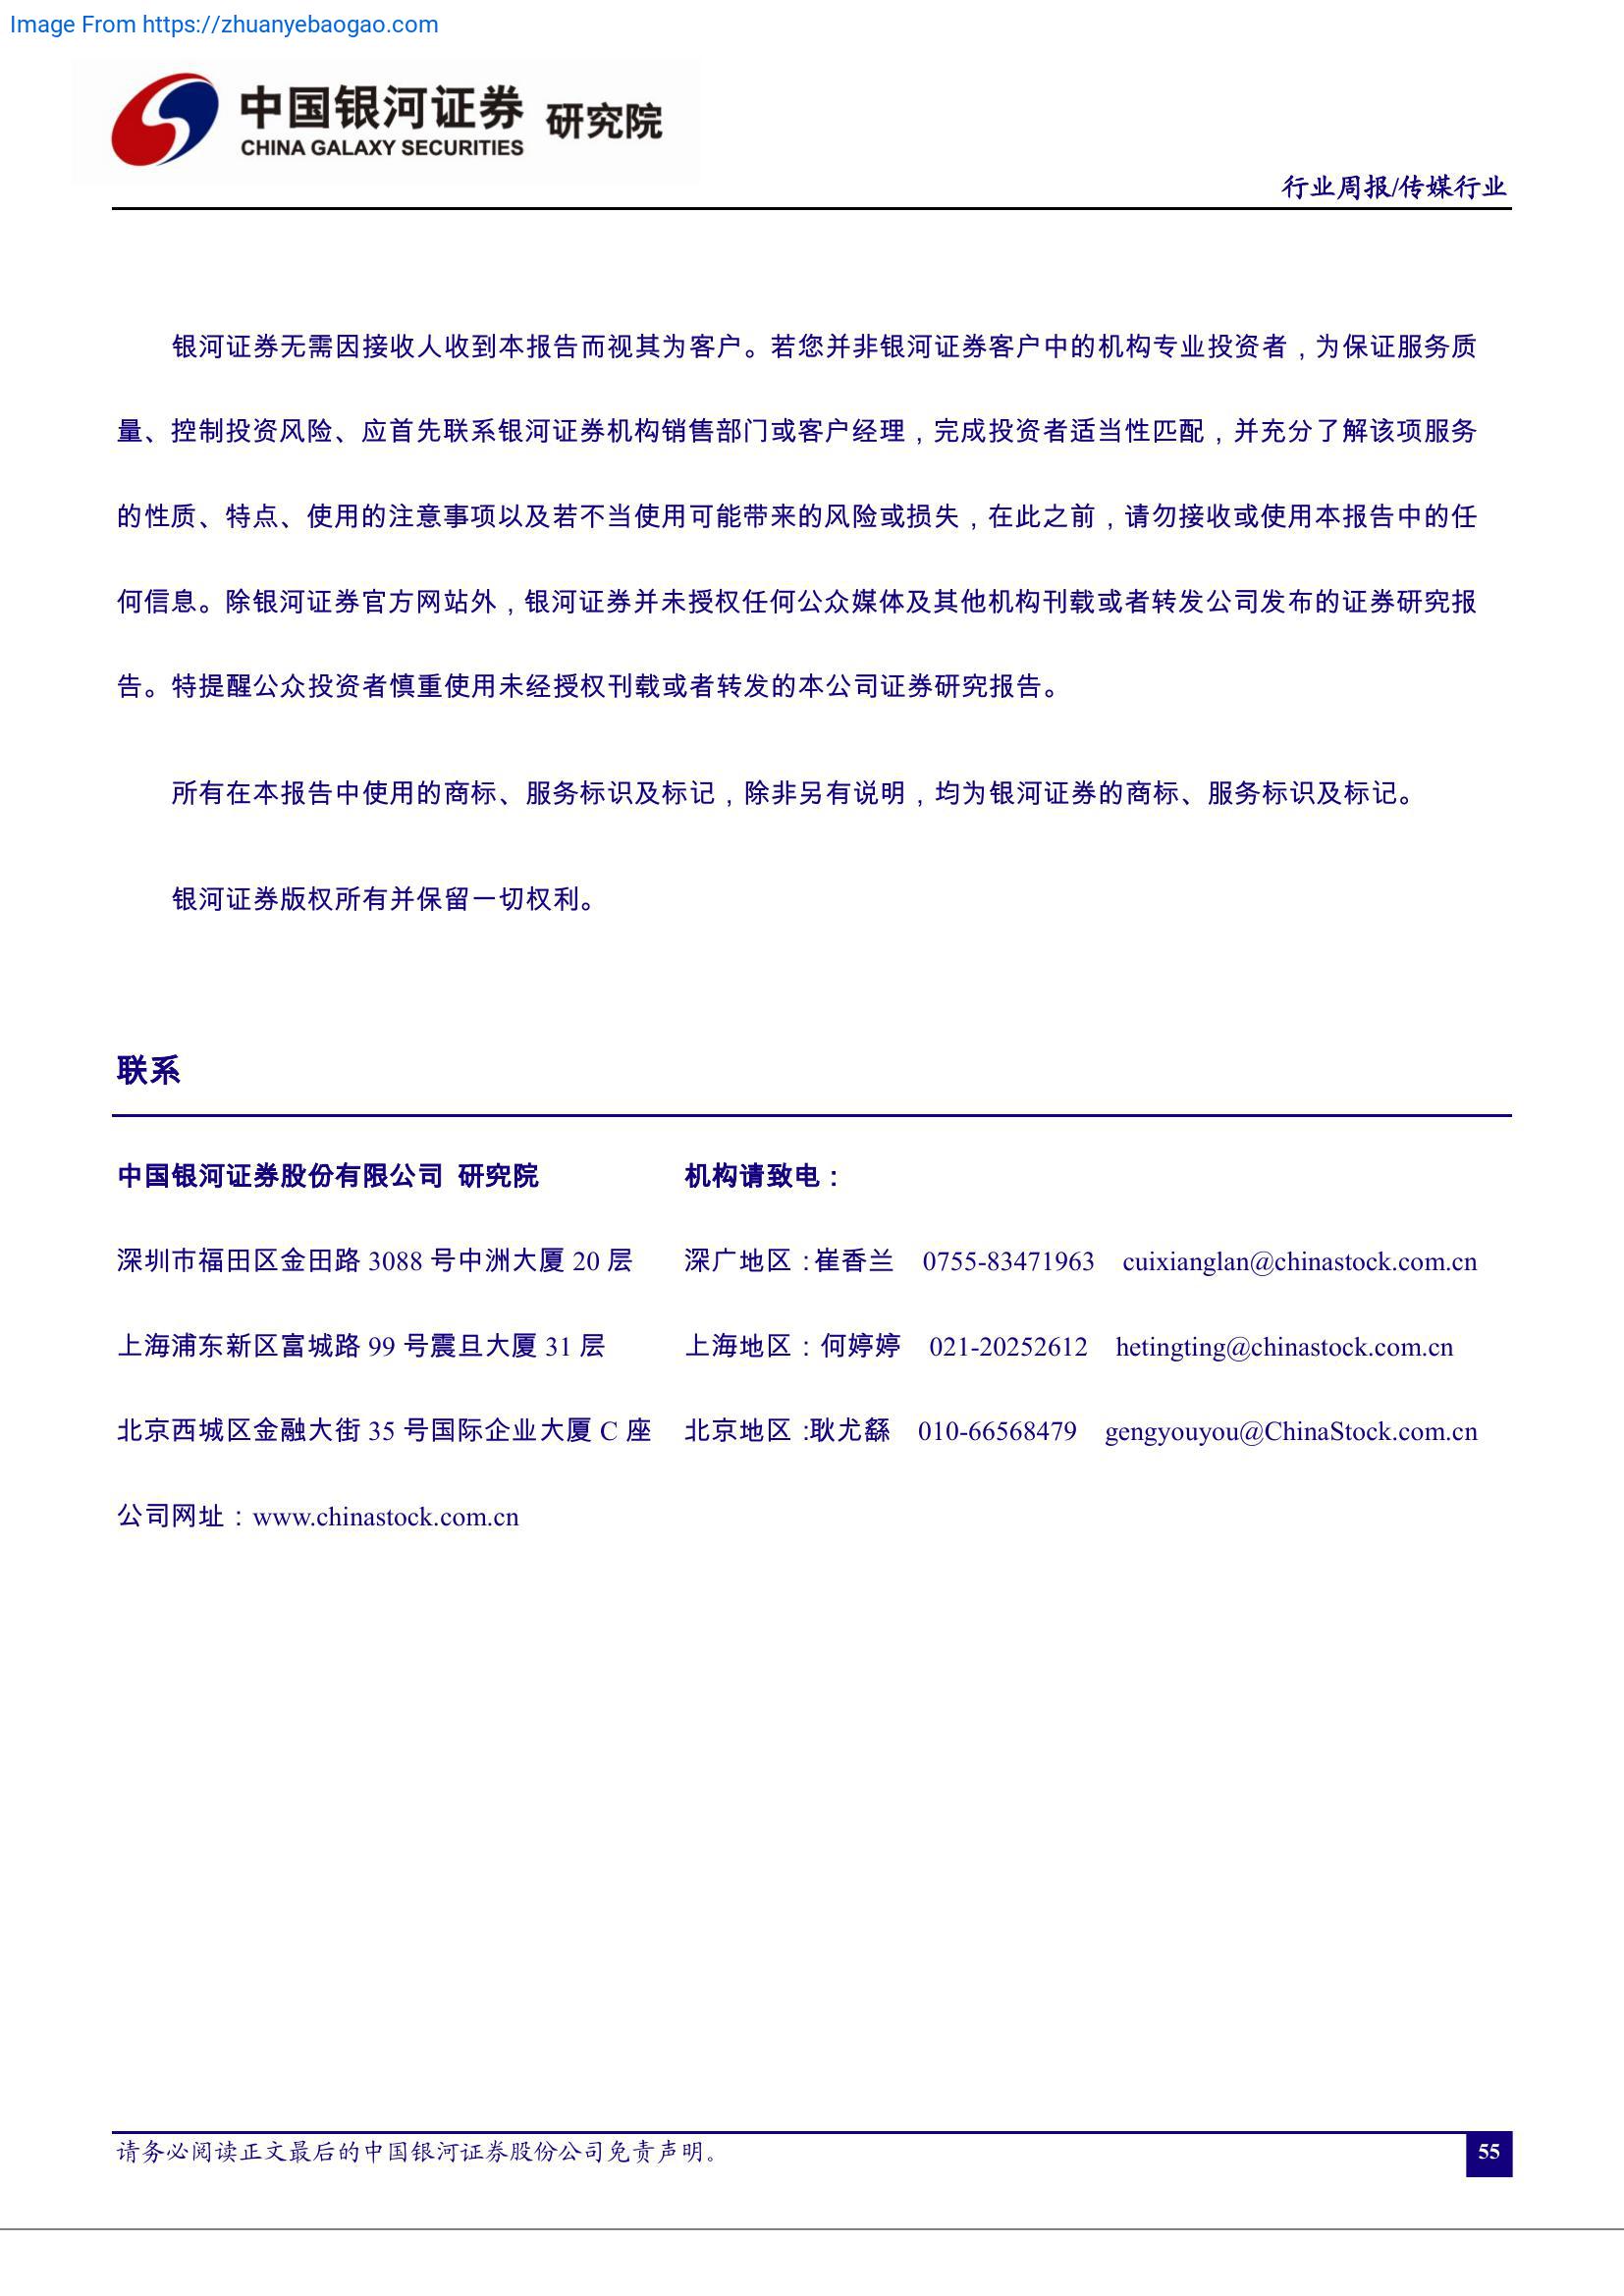 Image From https://zhuanyebaogao.com
中国银河证券 研究院
CHINA GALAXY SECURITIES
行业周报/传媒行业
银河证券无需因接收人收到本报告而视其为客户。若您并非银河证券客户中的机构专业投资者，为保证服务质
量、控制投资风险、应首先联系银河证券机构销售部门或客户经理，完成投资者适当性匹配，并充分了解该项服务
的性质、特点、使用的注意事项以及若不当使用可能带来的风险或损失，在此之前，请勿接收或使用本报告中的任
何信息。除银河证券官方网站外，银河证券并未授权任何公众媒体及其他机构刊载或者转发公司发布的证券研究报
告。特提醒公众投资者慎重使用未经授权刊载或者转发的本公司证券研究报告。
所有在本报告中使用的商标、服务标识及标记，除非另有说明，均为银河证券的商标、服务标识及标记。
银河证券版权所有并保留一切权利。
联系
中国银河证券股份有限公司 研究院 机构请致电：
深圳市福田区金田路 3088 号中洲大厦 20 层 深广地区：崔香兰 0755-83471963 cuixianglan@chinastock.com.cn
上海浦东新区富城路 99 号震旦大厦 31 层 上海地区：何婷婷 021-20252612 hetingting@chinastock.com.cn
北京西城区金融大街 35 号国际企业大厦 C 座 北京地区：耿尤繇 010-66568479 gengyouyou@ChinaStock.com.cn
公司网址：www.chinastock.com.cn
请务必阅读正文最后的中国银河证券股份公司免责声明。
55